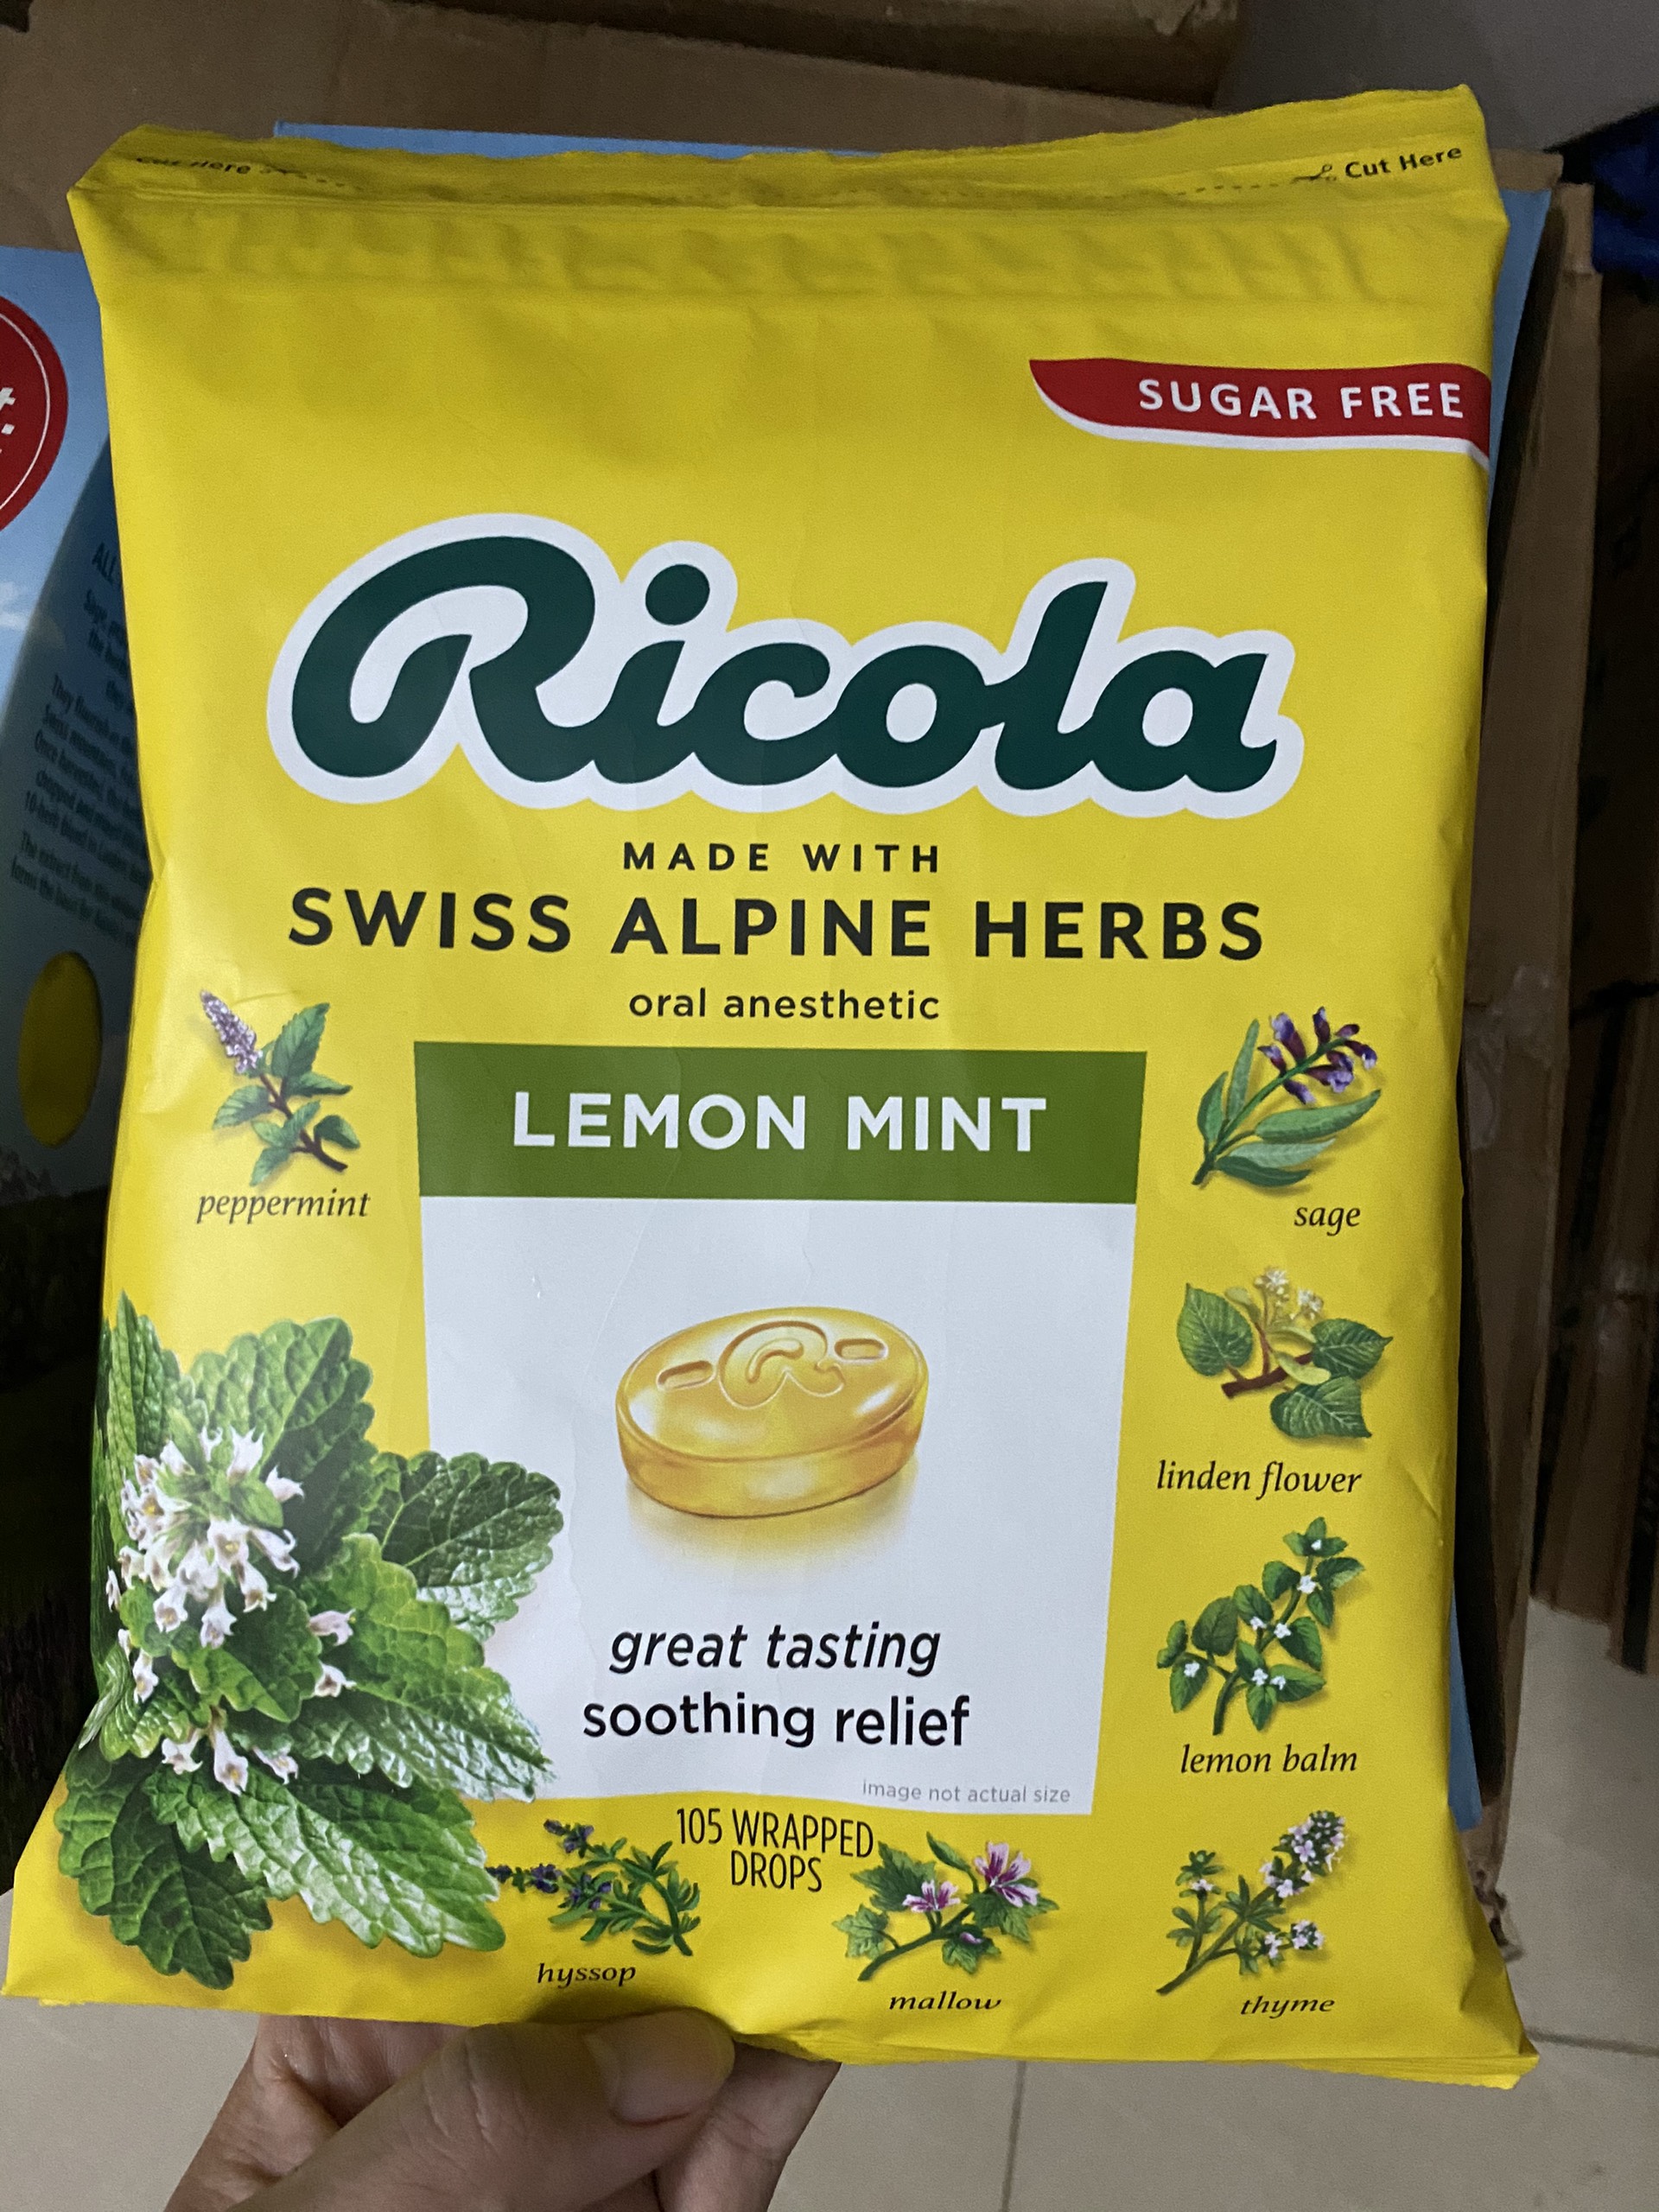 Cut Here
Cut Here
SUGAR FREE
Ricola
MADE WITH
SWISS ALPINE HERBS
oral anesthetic
LEMON MINT
peppermint
sage
linden flower
great tasting
soothing relief
lemon balm
image not actual size
105 WRAPPED
DROPS
hyssop
mallow
thyme